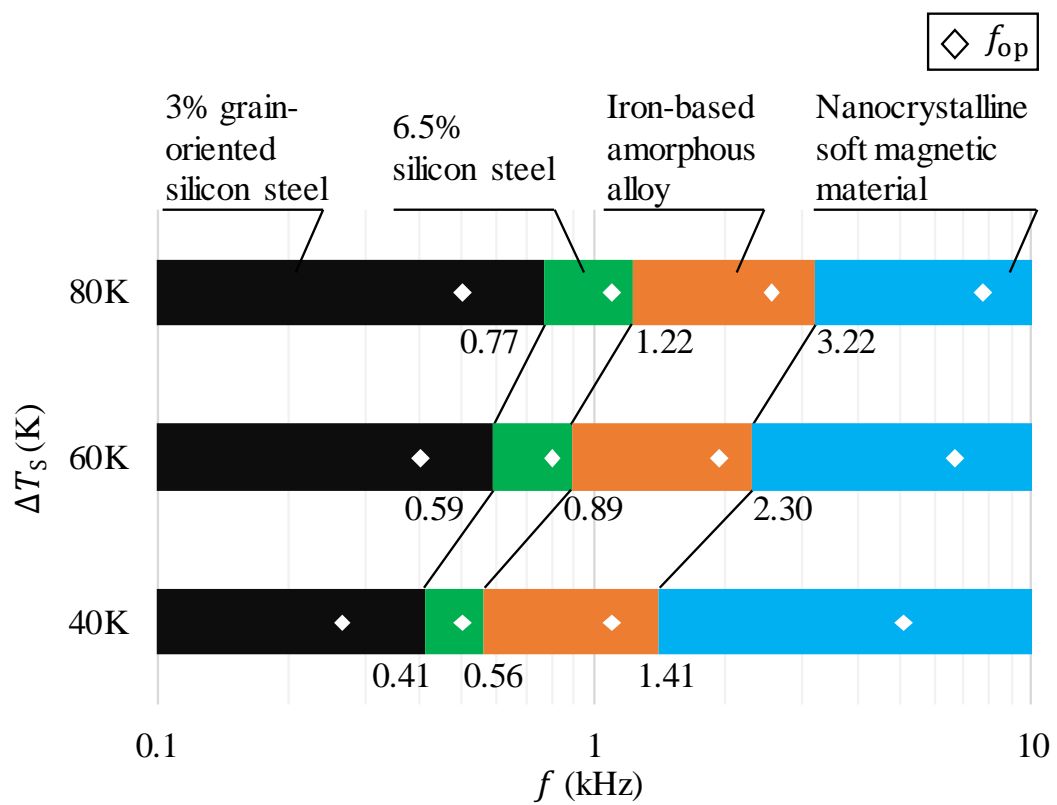 f_op
3% grain-
oriented
silicon steel
6.5%
silicon steel
Iron-based
amorphous
alloy
Nanocrystalline
soft magnetic
material
80K
0.77
1.22
3.22
60K
0.59
0.89
2.30
40K
0.41
0.56
1.41
ΔT_S (K)
0.1
1
10
f (kHz)